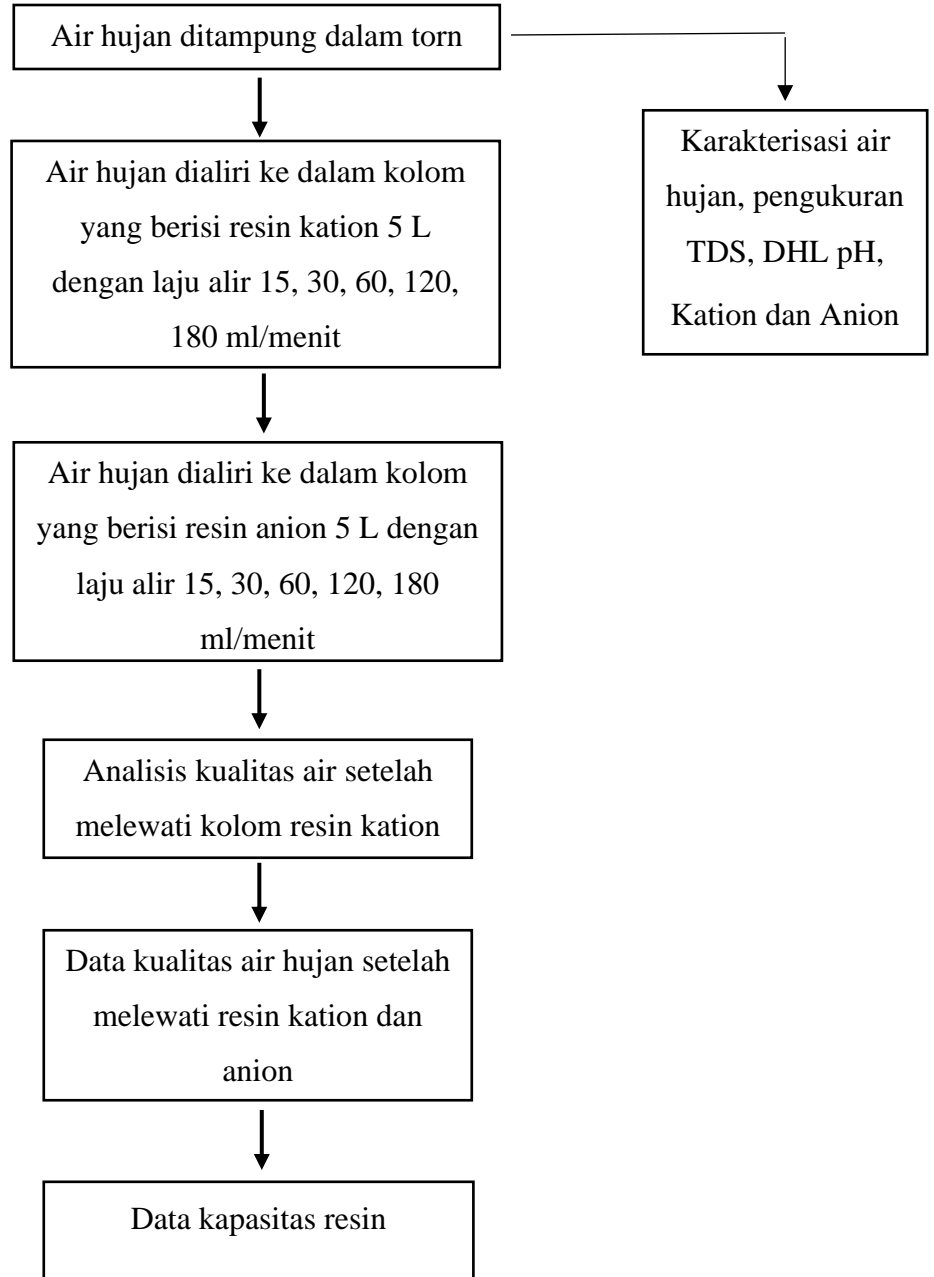 Air hujan ditampung dalam torn
Karakterisasi air
hujan, pengukuran
TDS, DHL pH,
Kation dan Anion
Air hujan dialiri ke dalam kolom
yang berisi resin kation 5 L
dengan laju alir 15, 30, 60, 120,
180 ml/menit
Air hujan dialiri ke dalam kolom
yang berisi resin anion 5 L dengan
laju alir 15, 30, 60, 120, 180
ml/menit
Analisis kualitas air setelah
melewati kolom resin kation
Data kualitas air hujan setelah
melewati resin kation dan
anion
Data kapasitas resin